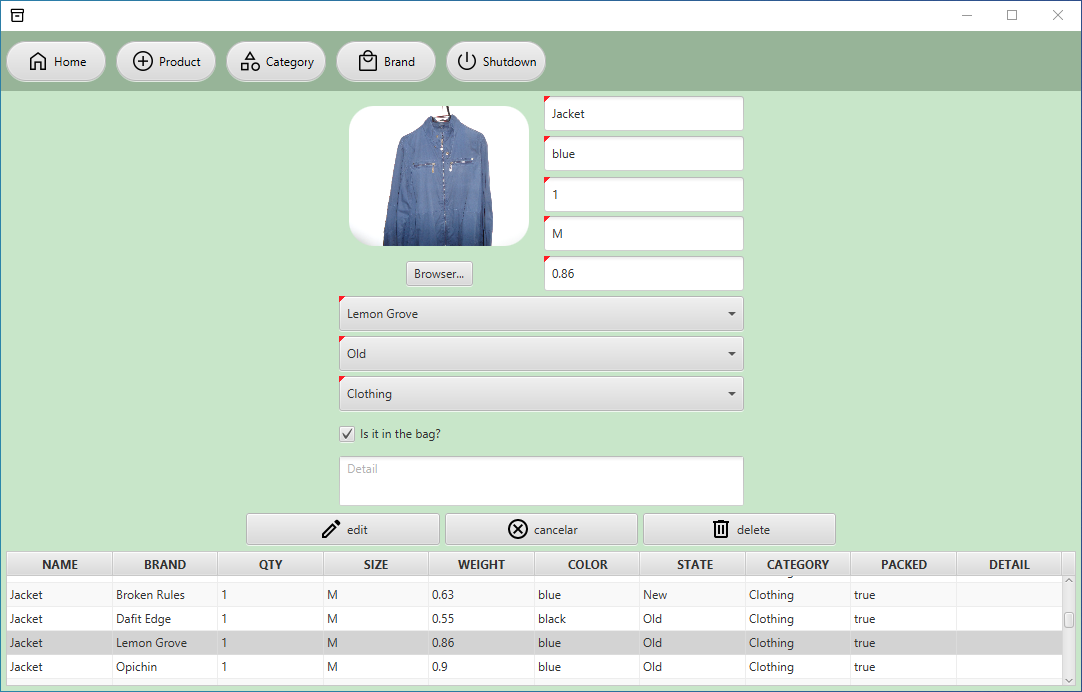 Home Product Category Brand Shutdown
Jacket
blue
1
M
0.86
Browser...
Lemon Grove
Old
Clothing
Is it in the bag?
Detail
edit cancelar delete
NAME BRAND QTY SIZE WEIGHT COLOR STATE CATEGORY PACKED DETAIL
Jacket Broken Rules 1 M 0.63 blue New Clothing true
Jacket Dafit Edge 1 M 0.55 black Old Clothing true
Jacket Lemon Grove 1 M 0.86 blue Old Clothing true
Jacket Opichin 1 M 0.9 blue Old Clothing true